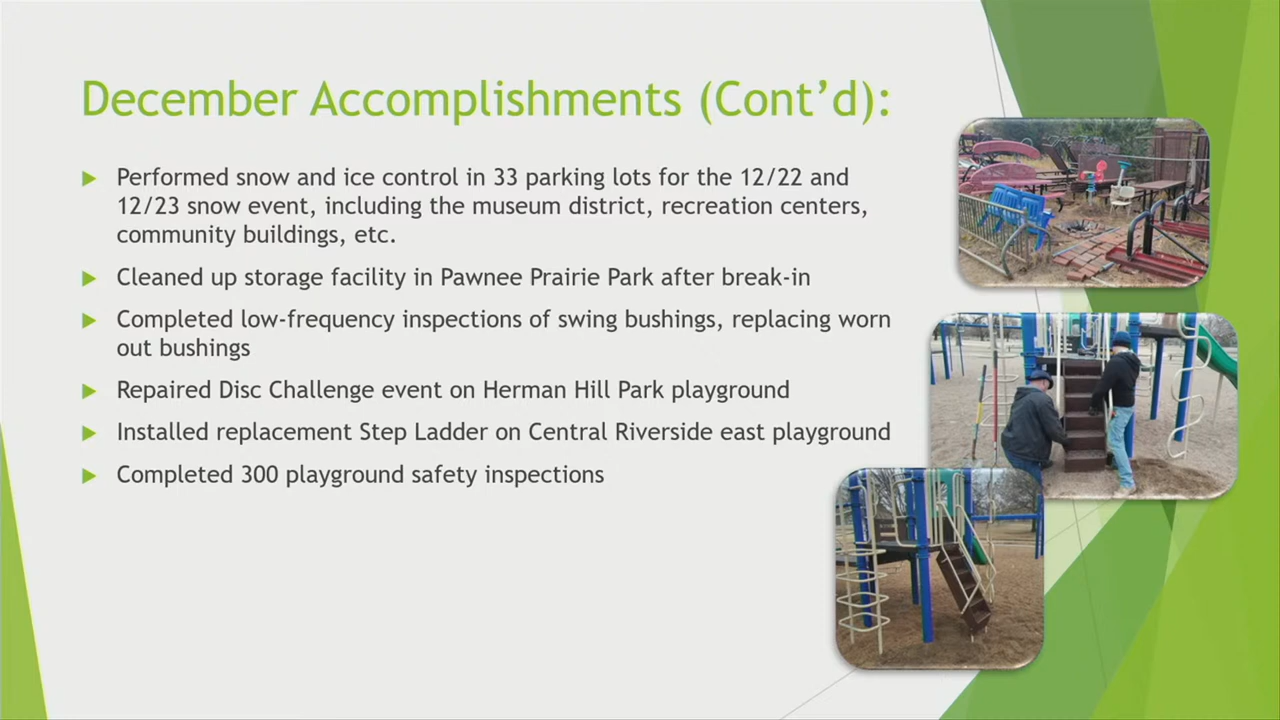 December Accomplishments (Cont’d):
Performed snow and ice control in 33 parking lots for the 12/22 and
12/23 snow event, including the museum district, recreation centers,
community buildings, etc.
Cleaned up storage facility in Pawnee Prairie Park after break-in
Completed low-frequency inspections of swing bushings, replacing worn
out bushings
Repaired Disc Challenge event on Herman Hill Park playground
Installed replacement Step Ladder on Central Riverside east playground
Completed 300 playground safety inspections